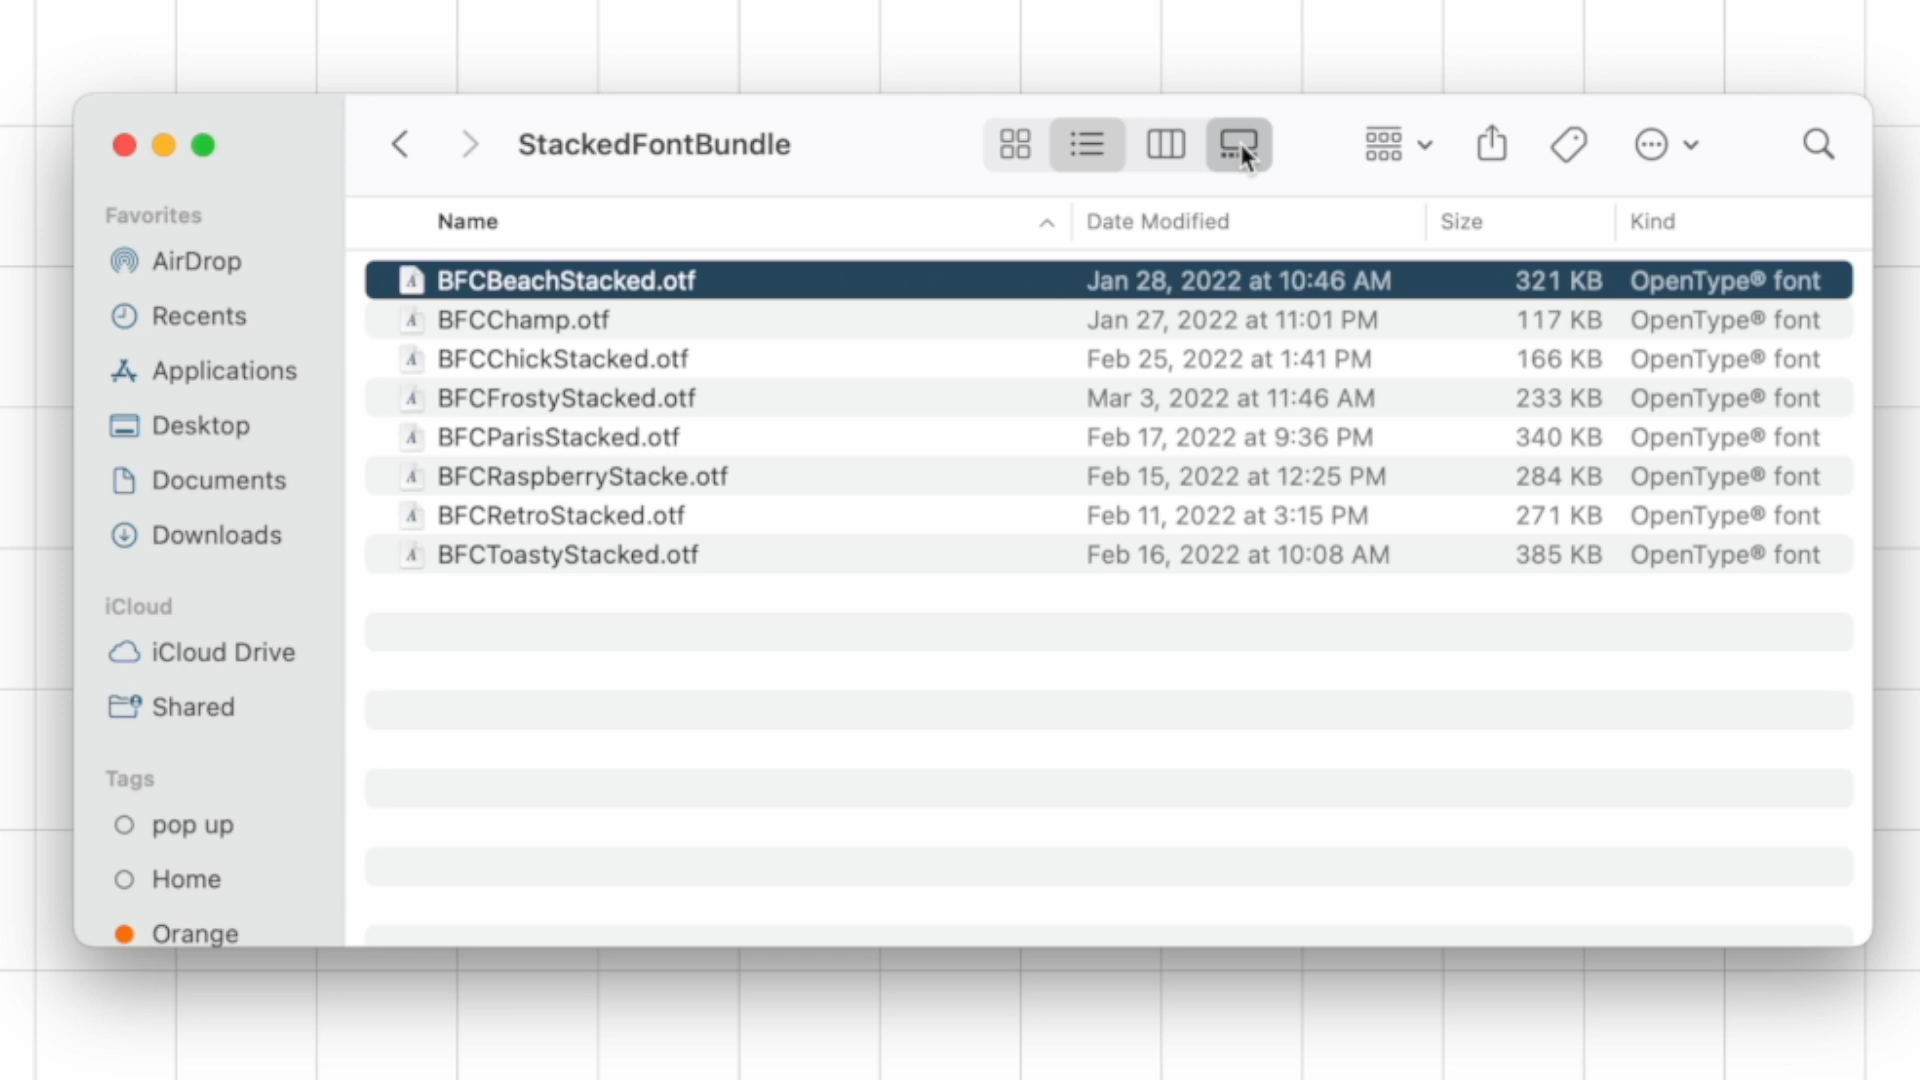 StackedFontBundle
Favorites
AirDrop
Recents
Applications
Desktop
Documents
Downloads
iCloud
iCloud Drive
Shared
Tags
pop up
Home
Orange
Name Date Modified Size Kind
BFCBeachStacked.otf Jan 28, 2022 at 10:46 AM 321 KB OpenType® font
BFCChamp.otf Jan 27, 2022 at 11:01 PM 117 KB OpenType® font
BFCChickStacked.otf Feb 25, 2022 at 1:41 PM 166 KB OpenType® font
BFCFrostyStacked.otf Mar 3, 2022 at 11:46 AM 233 KB OpenType® font
BFCParisStacked.otf Feb 17, 2022 at 9:36 PM 340 KB OpenType® font
BFCRaspberryStacke.otf Feb 15, 2022 at 12:25 PM 284 KB OpenType® font
BFCRetroStacked.otf Feb 11, 2022 at 3:15 PM 271 KB OpenType® font
BFCToastyStacked.otf Feb 16, 2022 at 10:08 AM 385 KB OpenType® font